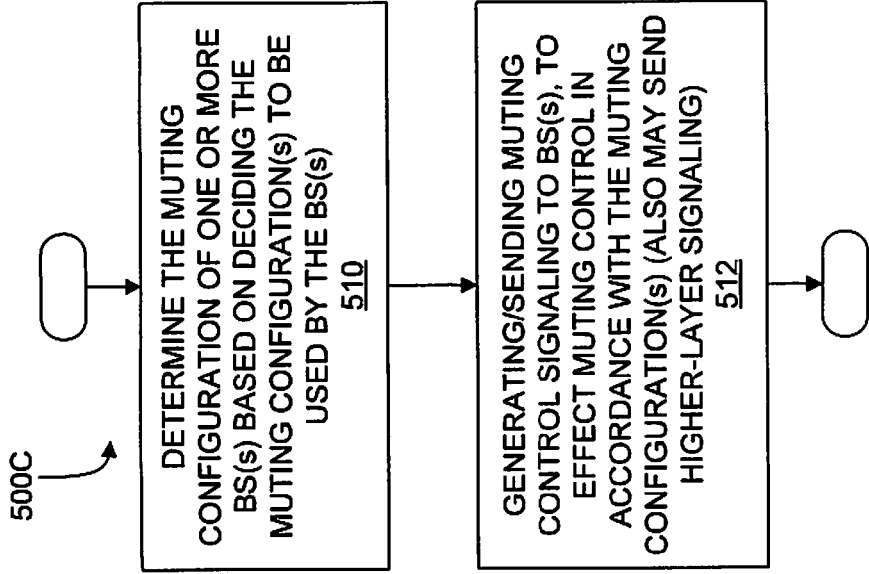 500C
DETERMINE THE MUTING
CONFIGURATION OF ONE OR MORE
BS(s) BASED ON DECIDING THE
MUTING CONFIGURATION(s) TO BE
USED BY THE BS(s)
510
GENERATING/SENDING MUTING
CONTROL SIGNALING TO BS(s), TO
EFFECT MUTING CONTROL IN
ACCORDANCE WITH THE MUTING
CONFIGURATION(s) (ALSO MAY SEND
HIGHER-LAYER SIGNALING)
512